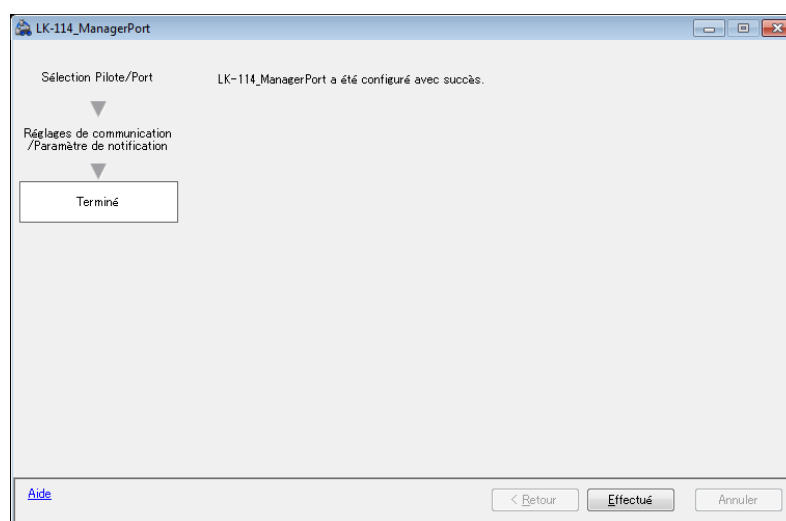 LK-114_ManagerPort
Sélection Pilote/Port
LK-114_ManagerPort a été configuré avec succès.
Réglages de communication
/Paramètre de notification
Terminé
Aide
< Retour
Effectué
Annuler